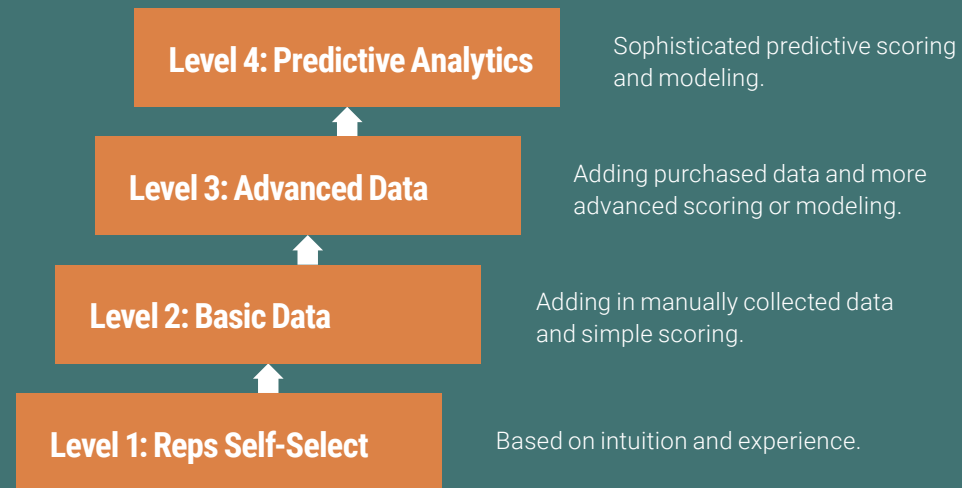 Level 4: Predictive Analytics
Sophisticated predictive scoring
and modeling.
Level 3: Advanced Data
Adding purchased data and more
advanced scoring or modeling.
Level 2: Basic Data
Adding in manually collected data
and simple scoring.
Level 1: Reps Self-Select
Based on intuition and experience.